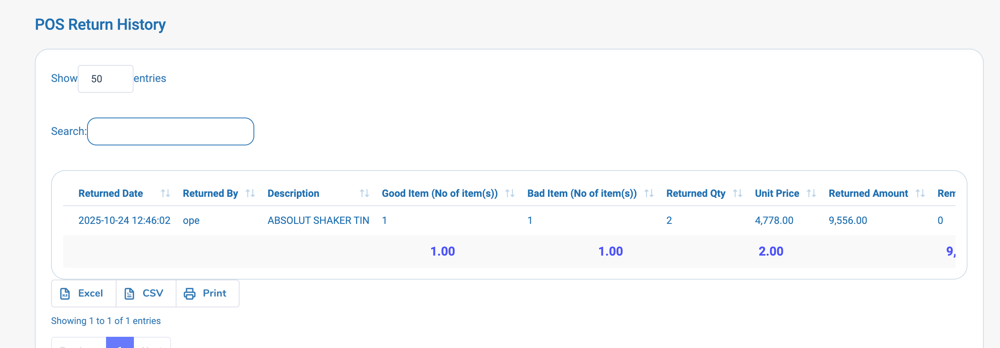 POS Return History
Show 50 entries
Search:
Returned Date Returned By Description Good Item (No of item(s)) Bad Item (No of item(s)) Returned Qty Unit Price Returned Amount
2025-10-24 12:46:02 ope ABSOLUT SHAKER TIN 1 1 2 4,778.00 9,556.00 0
1.00 1.00 2.00 9,
Excel CSV Print
Showing 1 to 1 of 1 entries